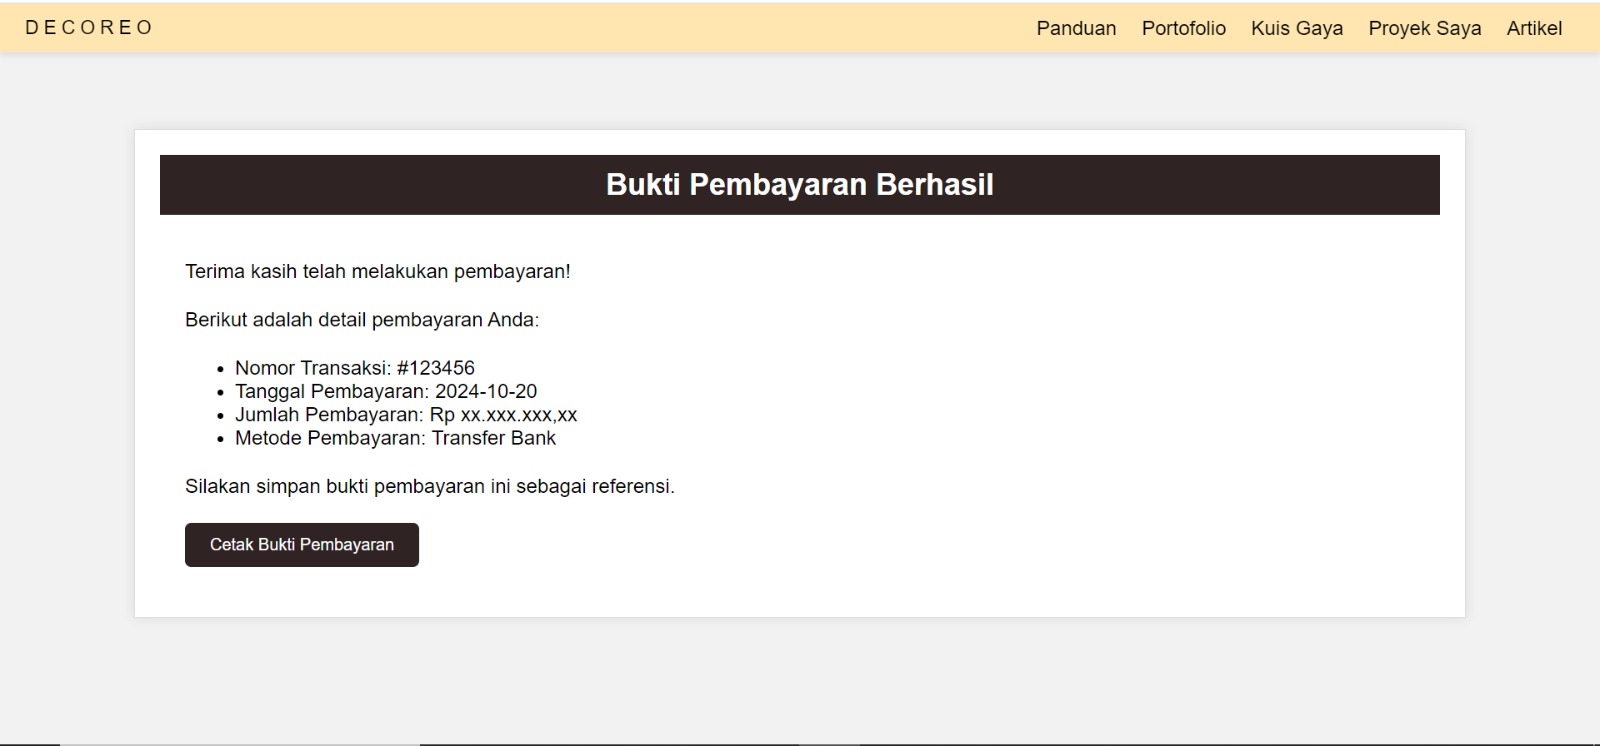 DECOREO
Panduan Portofolio Kuis Gaya Proyek Saya Artikel
Bukti Pembayaran Berhasil
Terima kasih telah melakukan pembayaran!
Berikut adalah detail pembayaran Anda:
• Nomor Transaksi: #123456
• Tanggal Pembayaran: 2024-10-20
• Jumlah Pembayaran: Rp xx.xxx.xxx,xx
• Metode Pembayaran: Transfer Bank
Silakan simpan bukti pembayaran ini sebagai referensi.
Cetak Bukti Pembayaran